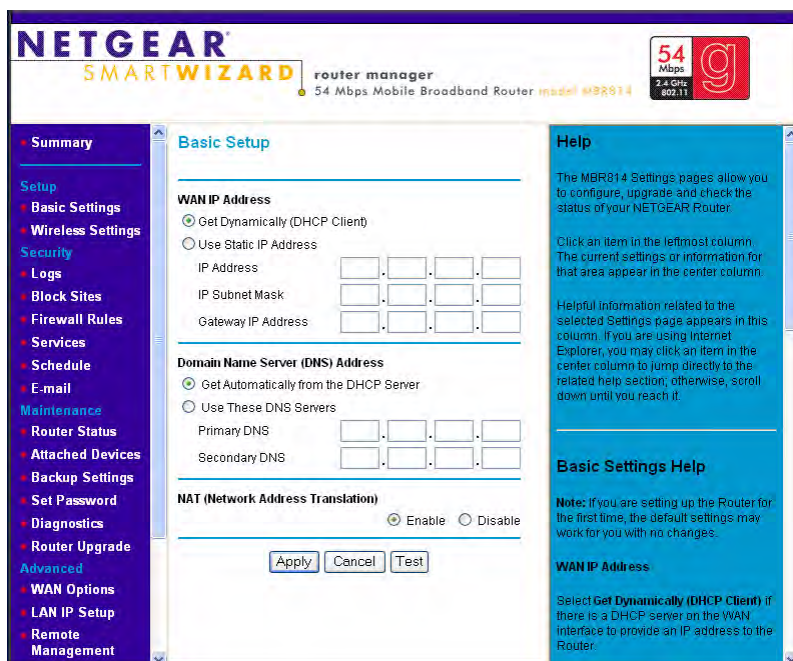 NETGEAR
SMARTWIZARD
router manager
54 Mbps Mobile Broadband Router model MBR814
54
Mbps
2.4 GHz
802.11
g
Summary
Setup
Basic Settings
Wireless Settings
Security
Logs
Block Sites
Firewall Rules
Services
Schedule
E-mail
Maintenance
Router Status
Attached Devices
Backup Settings
Set Password
Diagnostics
Router Upgrade
Advanced
WAN Options
LAN IP Setup
Remote
Management
Basic Setup
WAN IP Address
Get Dynamically (DHCP Client)
Use Static IP Address
IP Address
IP Subnet Mask
Gateway IP Address
Domain Name Server (DNS) Address
Get Automatically from the DHCP Server
Use These DNS Servers
Primary DNS
Secondary DNS
NAT (Network Address Translation)
Enable Disable
Apply Cancel Test
Help
The MBR814 Settings pages allow you
to configure, upgrade and check the
status of your NETGEAR Router.
Click an item in the leftmost column.
The current settings or information for
that area appear in the center column.
Helpful information related to the
selected Settings page appears in this
column. If you are using Internet
Explorer, you may click an item in the
center column to jump directly to the
related help section; otherwise, scroll
down until you reach it.
Basic Settings Help
Note: If you are setting up the Router for
the first time, the default settings may
work for you with no changes.
WAN IP Address
Select Get Dynamically (DHCP Client) if
there is a DHCP server on the WAN
interface to provide an IP address to the
Router.